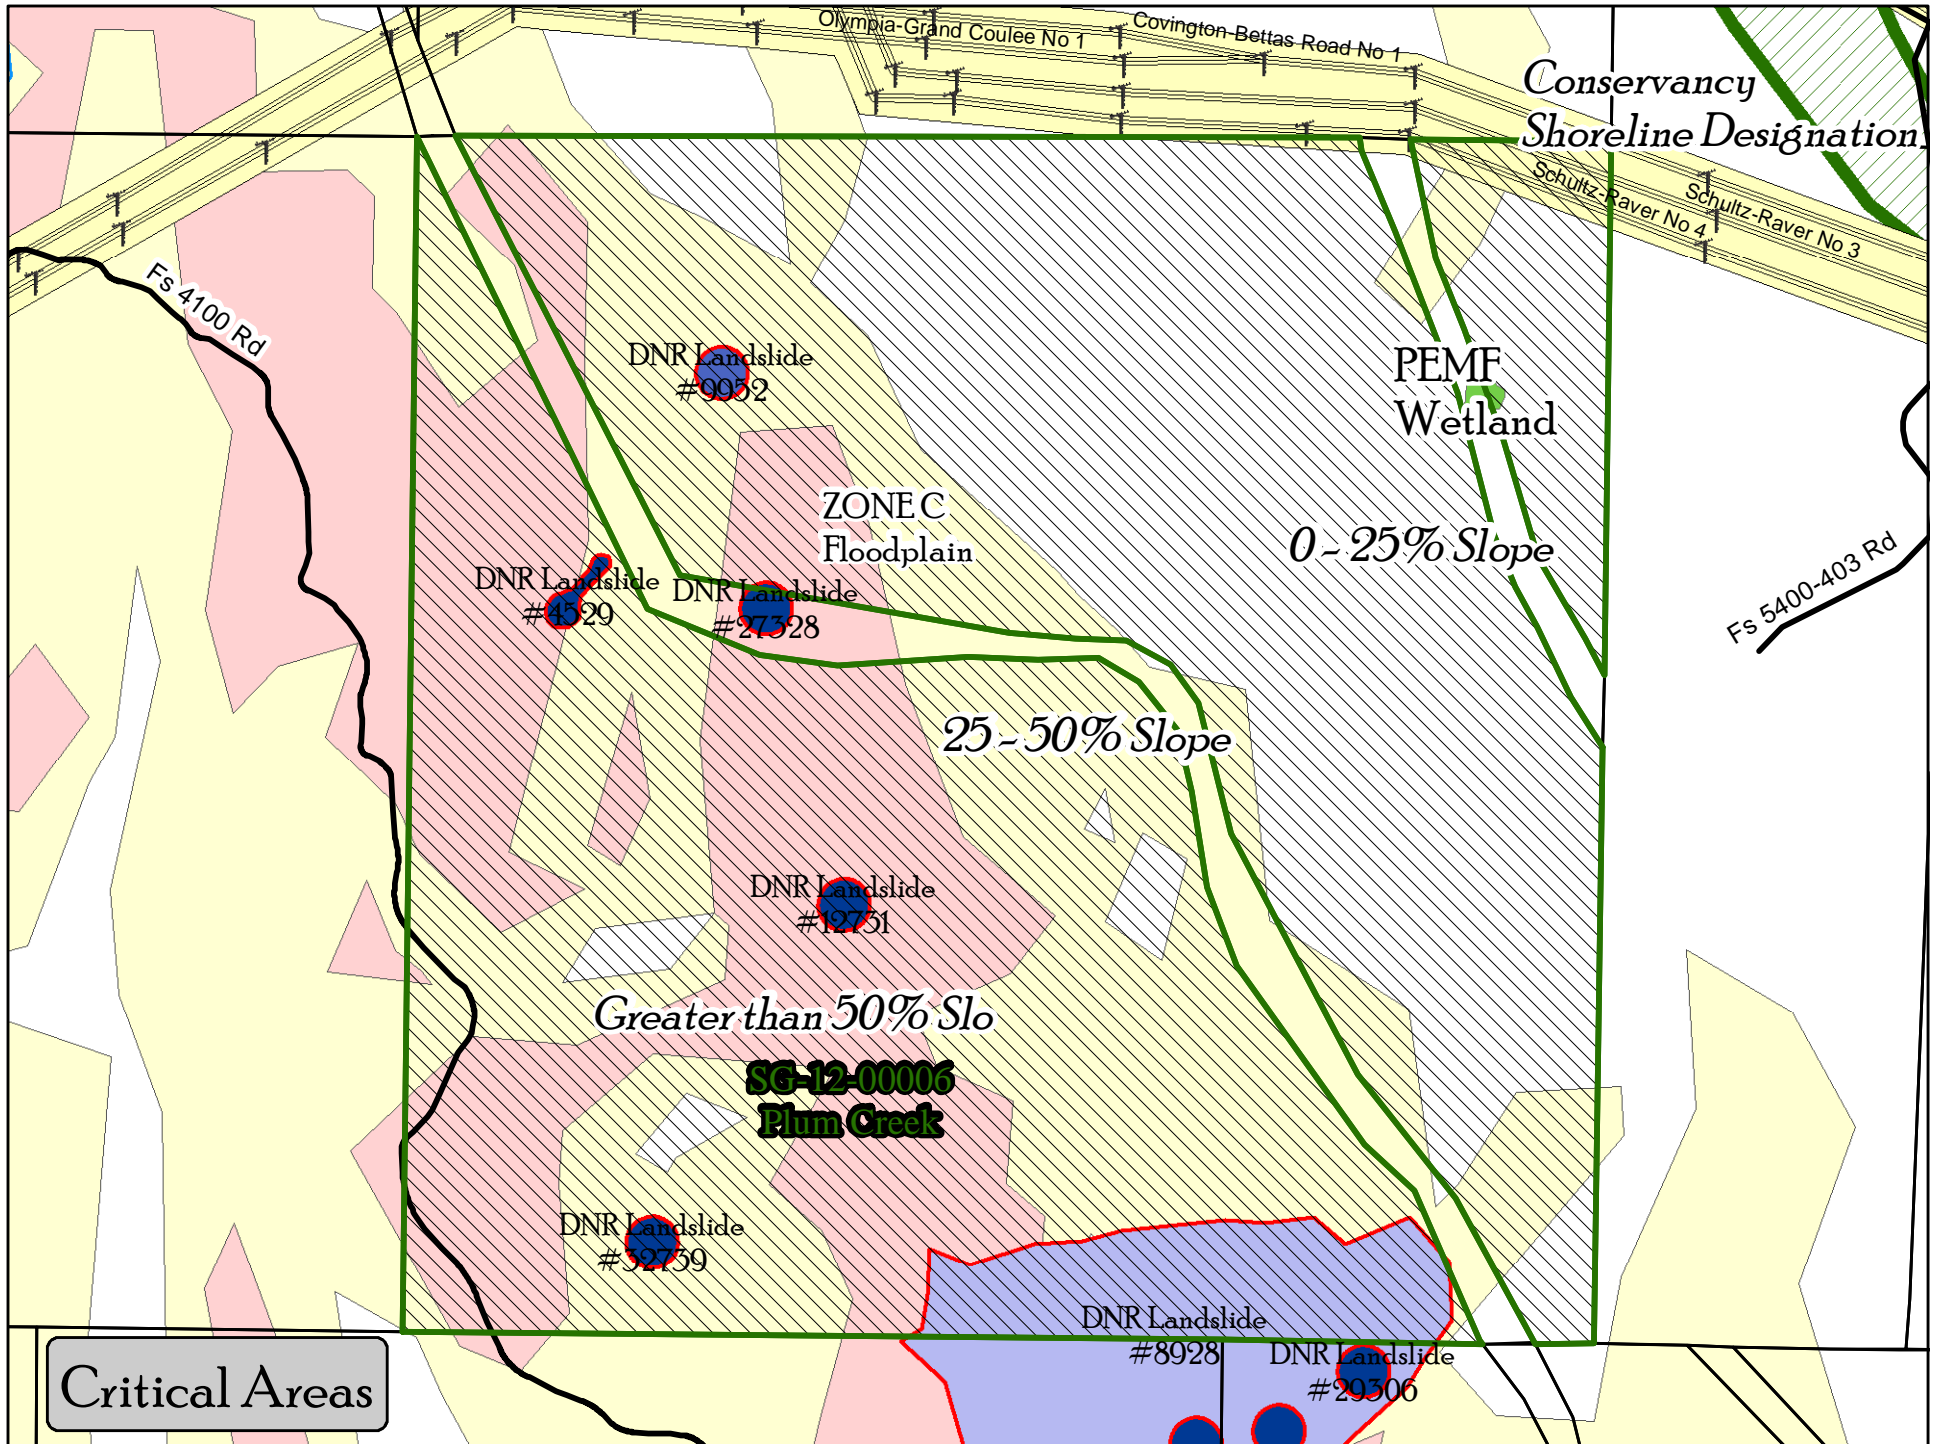 Olympia-Grand Coulee No 1
Covington-Bettas Road No 1
Conservancy
Shoreline Designation
Schultz-Raver No 4
Schultz-Raver No 3
Fs 4100 Rd
DNR Landslide
#9952
PEMF
Wetland
ZONE C
Floodplain
0 - 25% Slope
Fs 5400-403 Rd
DNR Landslide
#4529
DNR Landslide
#27328
25 - 50% Slope
DNR Landslide
#12731
Greater than 50% Slo
SG-12-00006
Plum Creek
DNR Landslide
#32739
DNR Landslide
#8928
DNR Landslide
#29306
Critical Areas